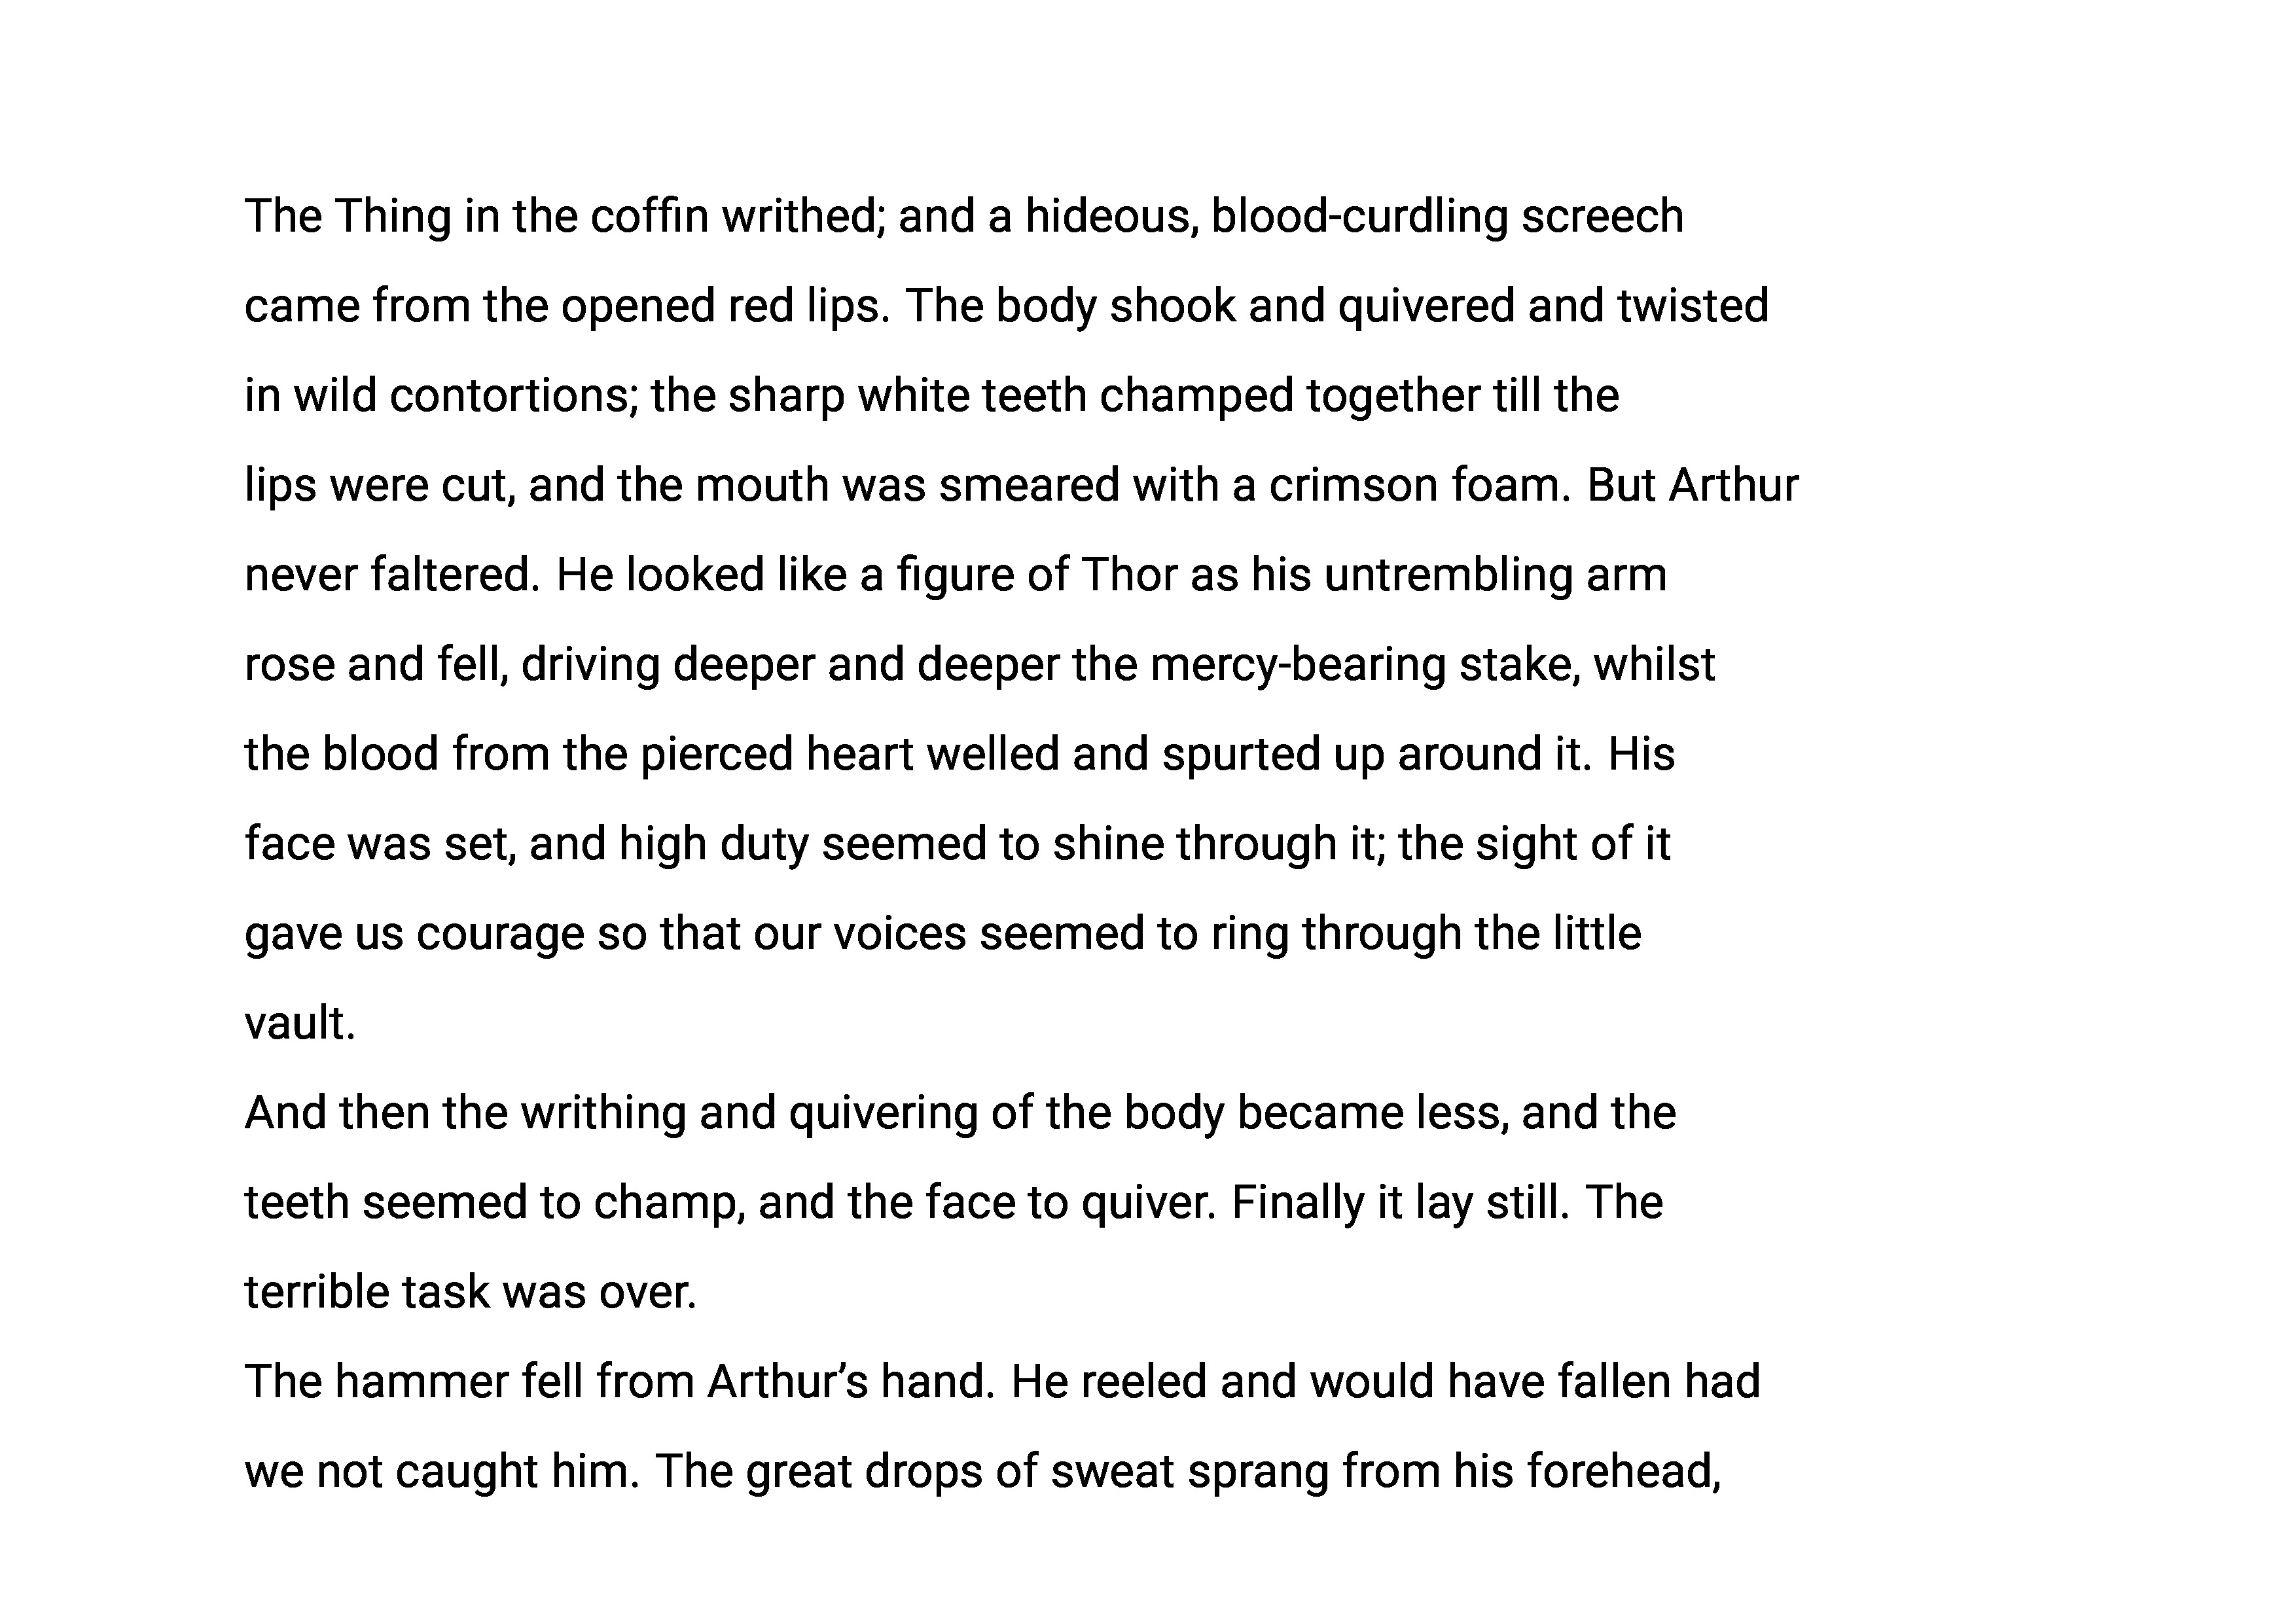 The Thing in the coffin writhed; and a hideous, blood-curdling screech
came from the opened red lips. The body shook and quivered and twisted
in wild contortions; the sharp white teeth champed together till the
lips were cut, and the mouth was smeared with a crimson foam. But Arthur
never faltered. He looked like a figure of Thor as his untrembling arm
rose and fell, driving deeper and deeper the mercy-bearing stake, whilst
the blood from the pierced heart welled and spurted up around it. His
face was set, and high duty seemed to shine through it; the sight of it
gave us courage so that our voices seemed to ring through the little
vault.
And then the writhing and quivering of the body became less, and the
teeth seemed to champ, and the face to quiver. Finally it lay still. The
terrible task was over.
The hammer fell from Arthur’s hand. He reeled and would have fallen had
we not caught him. The great drops of sweat sprang from his forehead,